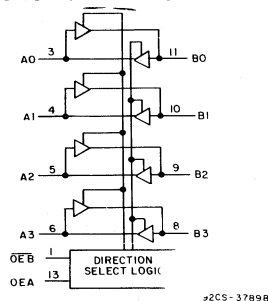 3 11
A0 B0
4 10
A1 B1
5 9
A2 B2
6 8
A3 B3
OEB 1
OEA 13
DIRECTION
SELECT LOGIC
92CS-37898